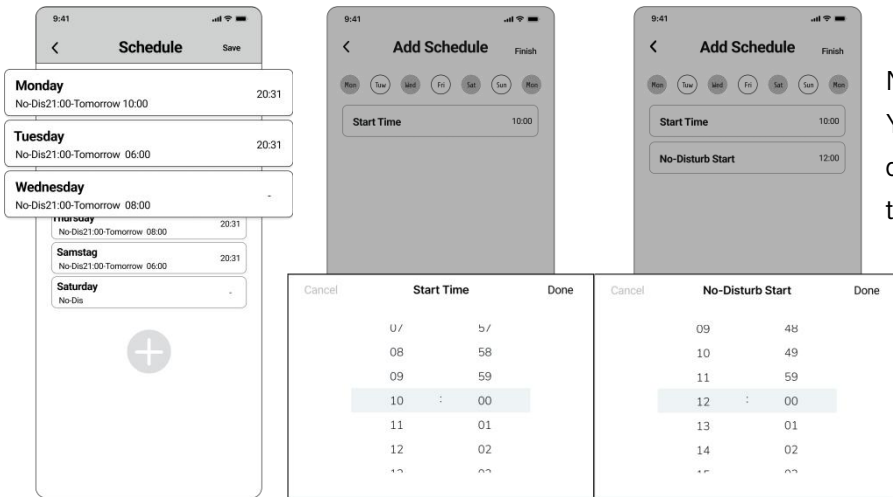 9:41
Schedule
Save
Monday
No-Dis21:00-Tomorrow 10:00
20:31
Tuesday
No-Dis21:00-Tomorrow 06:00
20:31
Wednesday
No-Dis21:00-Tomorrow 08:00
-
Thursday
No-Dis21:00-Tomorrow 08:00
20:31
Samstag
No-Dis21:00-Tomorrow 06:00
20:31
Saturday
No-Dis
-
9:41
Add Schedule
Finish
Mon Tuw Wed Fri Sat Sun Mon
Start Time 10:00
Cancel Start Time Done
07 57
08 58
09 59
10 : 00
11 01
12 02
9:41
Add Schedule
Finish
Mon Tuw Wed Fri Sat Sun Mon
Start Time 10:00
No-Disturb Start 12:00
Cancel No-Disturb Start Done
09 48
10 49
11 59
12 : 00
13 01
14 02